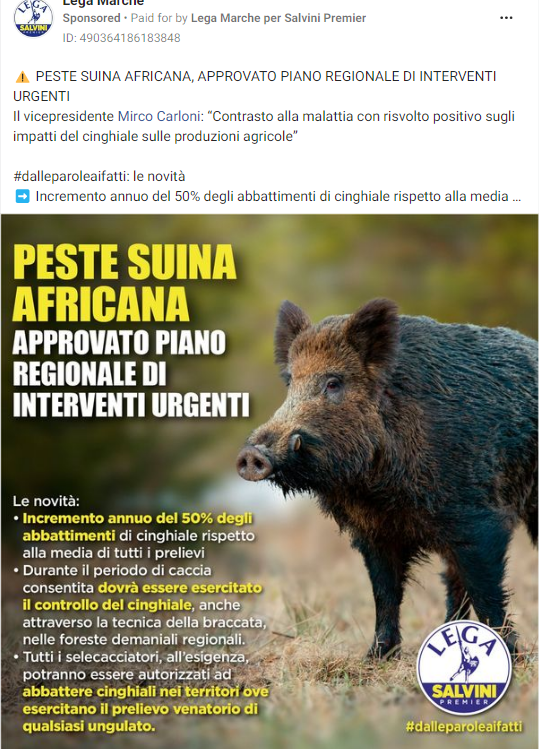 Lega Marche
Sponsored • Paid for by Lega Marche per Salvini Premier
ID: 490364186183848
⚠️ PESTE SUINA AFRICANA, APPROVATO PIANO REGIONALE DI INTERVENTI
URGENTI
Il vicepresidente Mirco Carloni: “Contrasto alla malattia con risvolto positivo sugli
impatti del cinghiale sulle produzioni agricole”
#dalleparoleaifatti: le novità
➡️ Incremento annuo del 50% degli abbattimenti di cinghiale rispetto alla media ...
PESTE SUINA
AFRICANA
APPROVATO PIANO
REGIONALE DI
INTERVENTI URGENTI
Le novità:
• Incremento annuo del 50% degli
abbattimenti di cinghiale rispetto
alla media di tutti i prelievi
• Durante il periodo di caccia
consentita dovrà essere esercitato
il controllo del cinghiale, anche
attraverso la tecnica della braccata,
nelle foreste demaniali regionali.
• Tutti i selecacciatori, all'esigenza,
potranno essere autorizzati ad
abbattere cinghiali nei territori ove
esercitano il prelievo venatorio di
qualsiasi ungulato.
LEGA
SALVINI
PREMIER
#dalleparoleaifatti